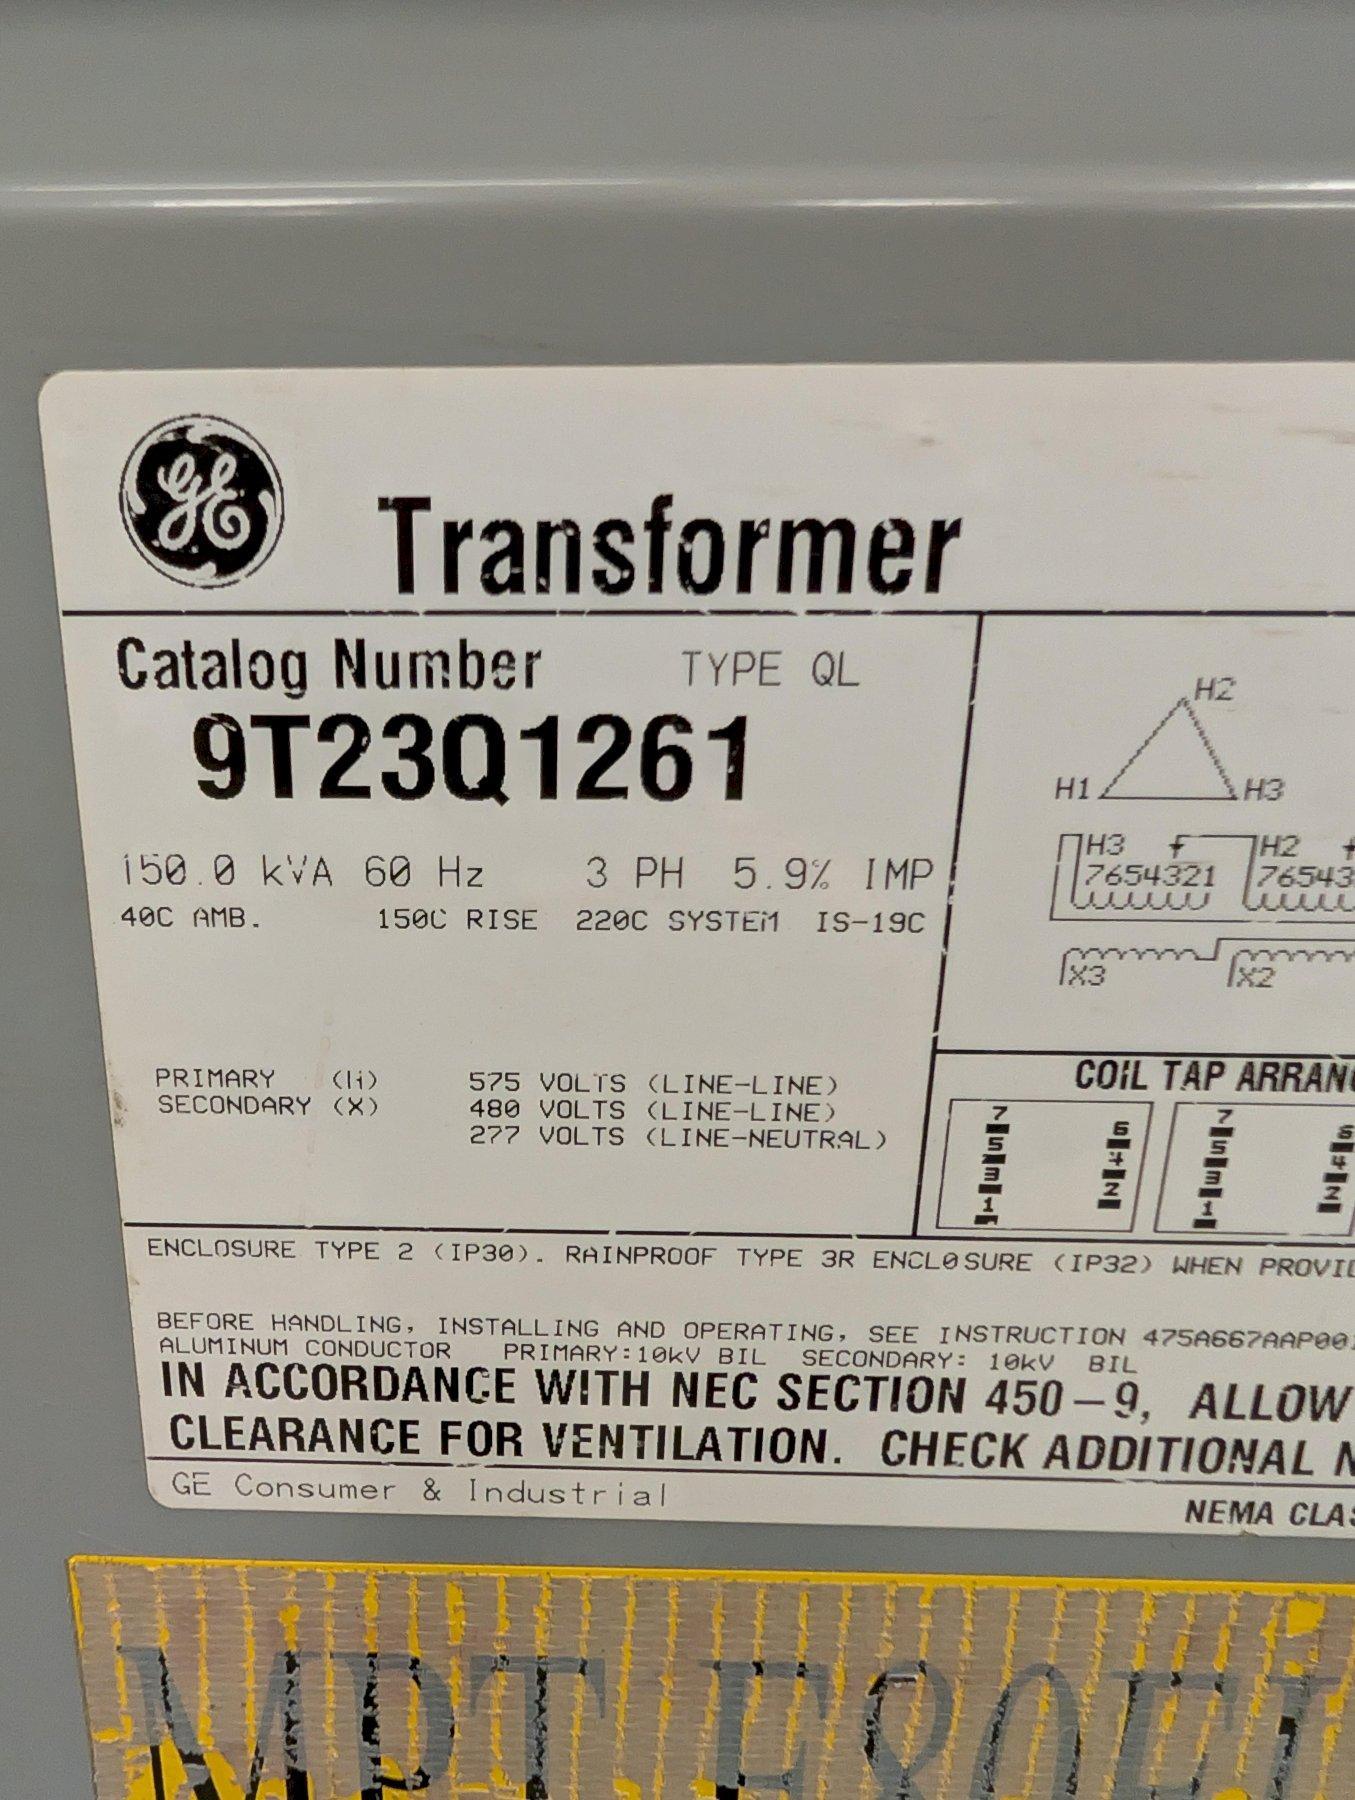 GE
Transformer
Catalog Number TYPE QL
9T23Q1261
150.0 kVA 60 Hz 3 PH 5.9% IMP
40C AMB. 150C RISE 220C SYSTEM IS-19C
PRIMARY (H) 575 VOLTS (LINE-LINE)
SECONDARY (X) 480 VOLTS (LINE-LINE)
277 VOLTS (LINE-NEUTRAL)
H2
H1 H3
H3 H2
7654321 76543
X3 X2
COIL TAP ARRAN
7 6 7 6
5 4 5 4
3 2 3 2
1 1
ENCLOSURE TYPE 2 (IP30). RAINPROOF TYPE 3R ENCLOSURE (IP32) WHEN PROVI
BEFORE HANDLING, INSTALLING AND OPERATING, SEE INSTRUCTION 475A667AAP00
ALUMINUM CONDUCTOR PRIMARY:10kV BIL SECONDARY: 10kV BIL
IN ACCORDANCE WITH NEC SECTION 450-9, ALLOW
CLEARANCE FOR VENTILATION. CHECK ADDITIONAL
GE Consumer & Industrial
NEMA CLAS
MPT